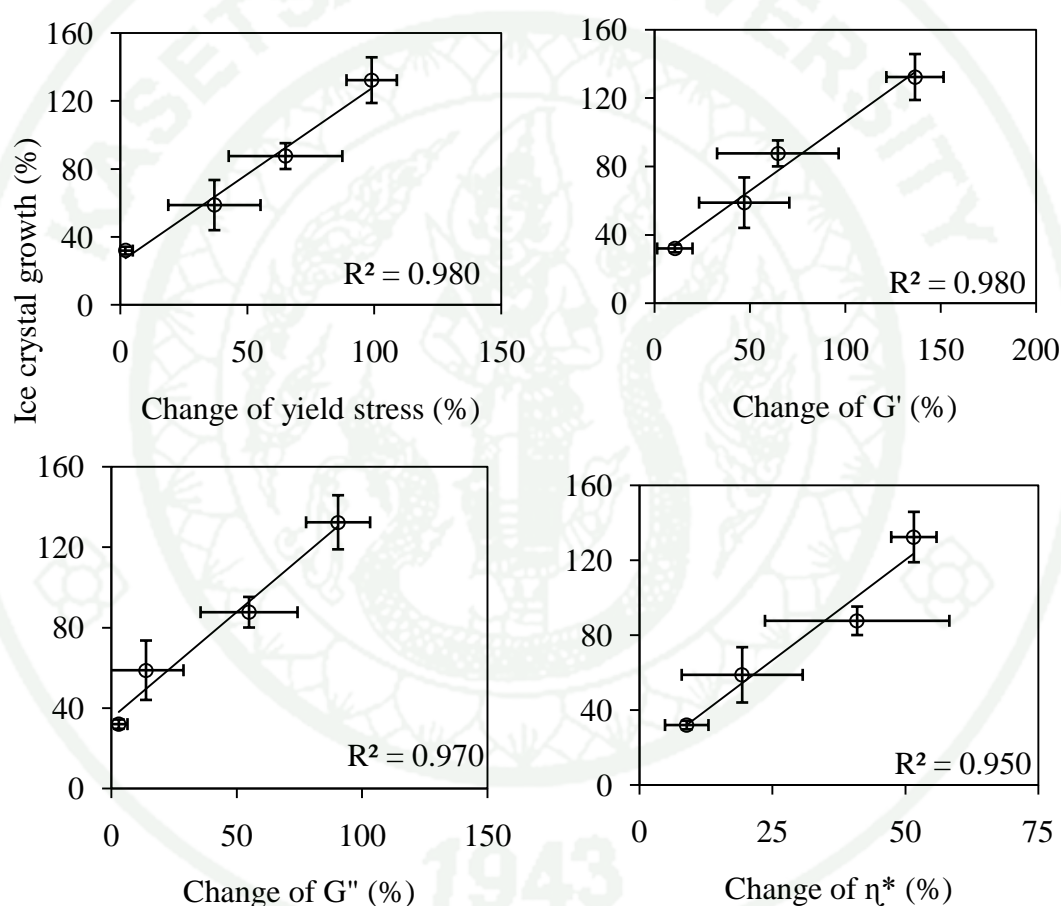 Ice crystal growth (%)
160
120
80
40
0
R² = 0.980
0 50 100 150
Change of yield stress (%)
160
120
80
40
0
R² = 0.980
0 50 100 150 200
Change of G' (%)
160
120
80
40
0
R² = 0.970
0 50 100 150
Change of G" (%)
160
120
80
40
0
R² = 0.950
0 25 50 75
Change of η* (%)
KASETSART UNIVERSITY
1943